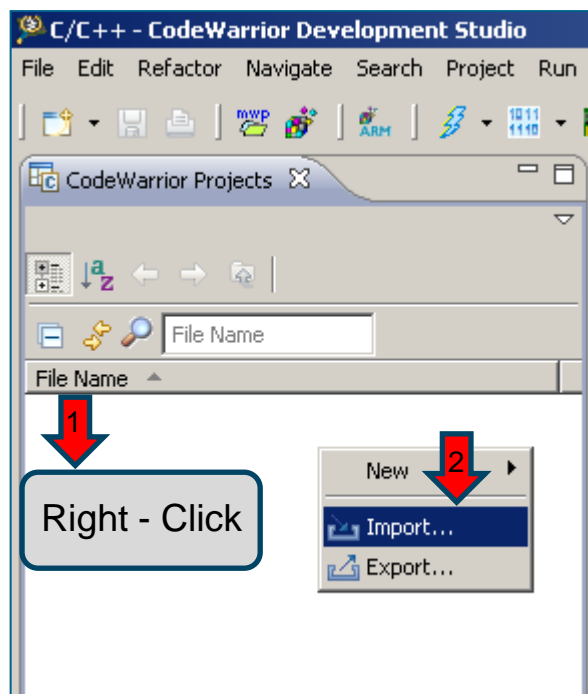 C/C++ - CodeWarrior Development Studio
File Edit Refactor Navigate Search Project Run
mwp
ARM
1011
1110
CodeWarrior Projects
a
z
File Name
File Name
1
Right - Click
New
2
Import...
Export...